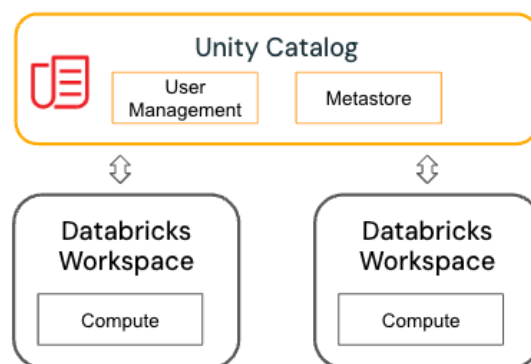 Unity Catalog
User
Management
Metastore
Databricks
Workspace
Compute
Databricks
Workspace
Compute